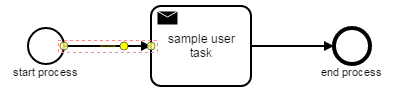 sample user
task
start process
end process